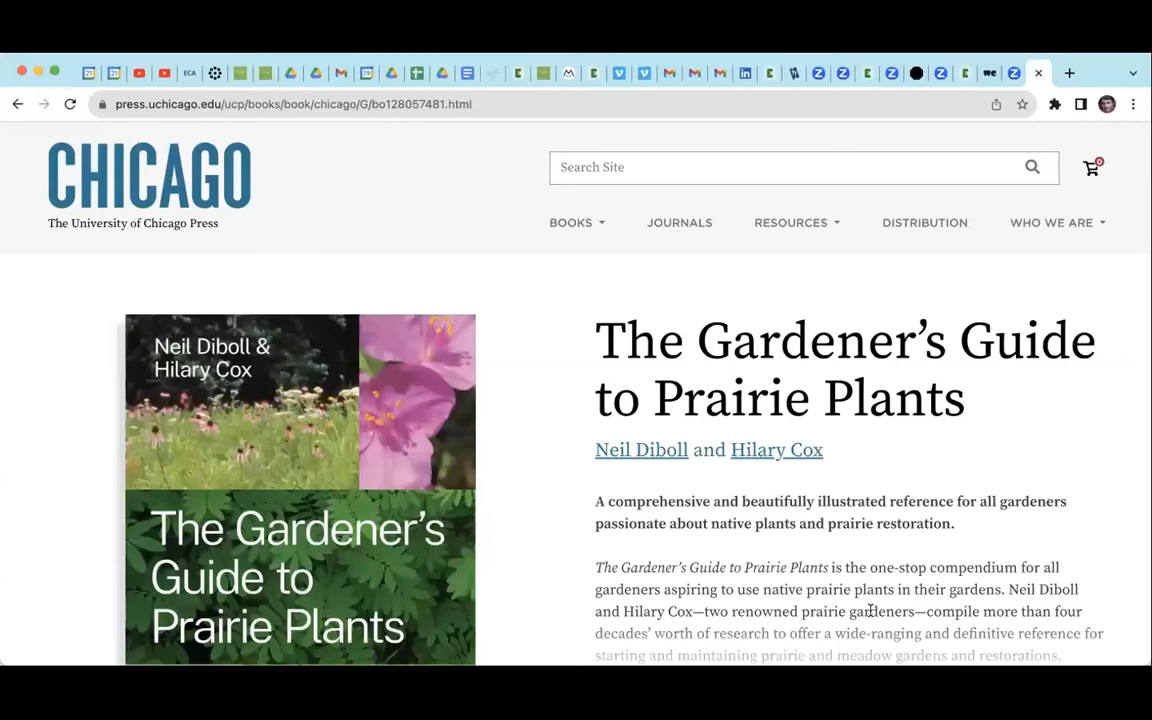 ECA
press.uchicago.edu/ucp/books/book/chicago/G/bo128057481.html
CHICAGO
The University of Chicago Press
Search Site
0
BOOKS
JOURNALS
RESOURCES
DISTRIBUTION
WHO WE ARE
Neil Diboll &
Hilary Cox
The Gardener's
Guide to
Prairie Plants
The Gardener’s Guide
to Prairie Plants
Neil Diboll and Hilary Cox
A comprehensive and beautifully illustrated reference for all gardeners
passionate about native plants and prairie restoration.
The Gardener’s Guide to Prairie Plants is the one-stop compendium for all
gardeners aspiring to use native prairie plants in their gardens. Neil Diboll
and Hilary Cox—two renowned prairie gardeners—compile more than four
decades’ worth of research to offer a wide-ranging and definitive reference for
starting and maintaining prairie and meadow gardens and restorations.